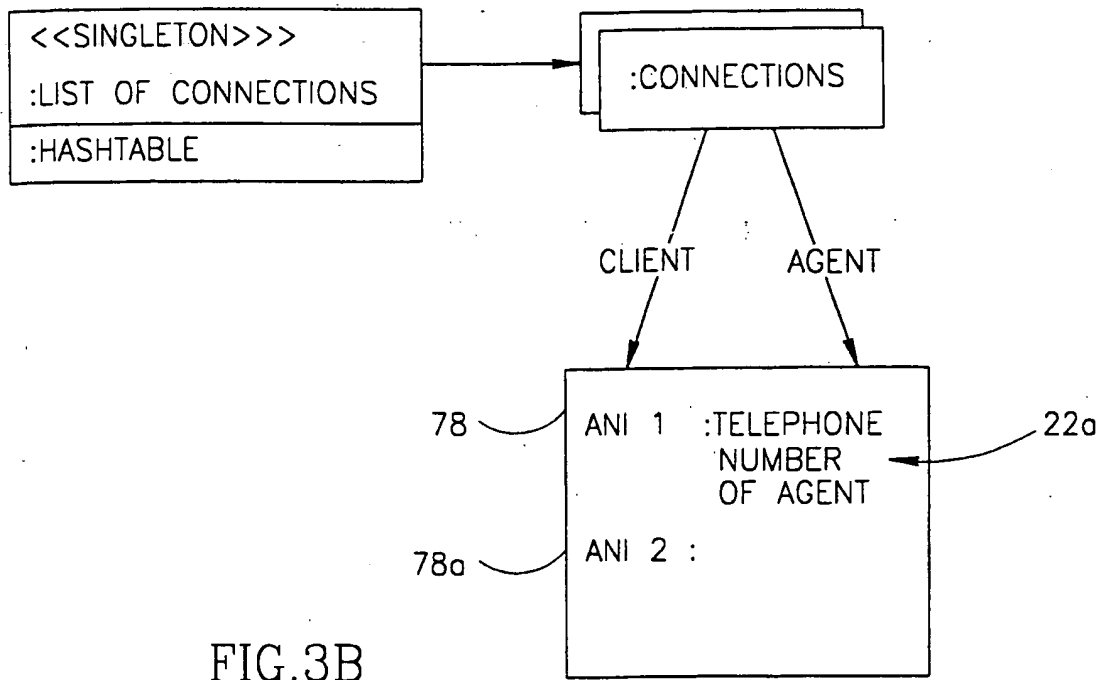 <<SINGLETON>>>
:LIST OF CONNECTIONS
:HASHTABLE
:CONNECTIONS
CLIENT
AGENT
78
ANI 1 :TELEPHONE
NUMBER
OF AGENT
22a
78a
ANI 2 :
FIG.3B